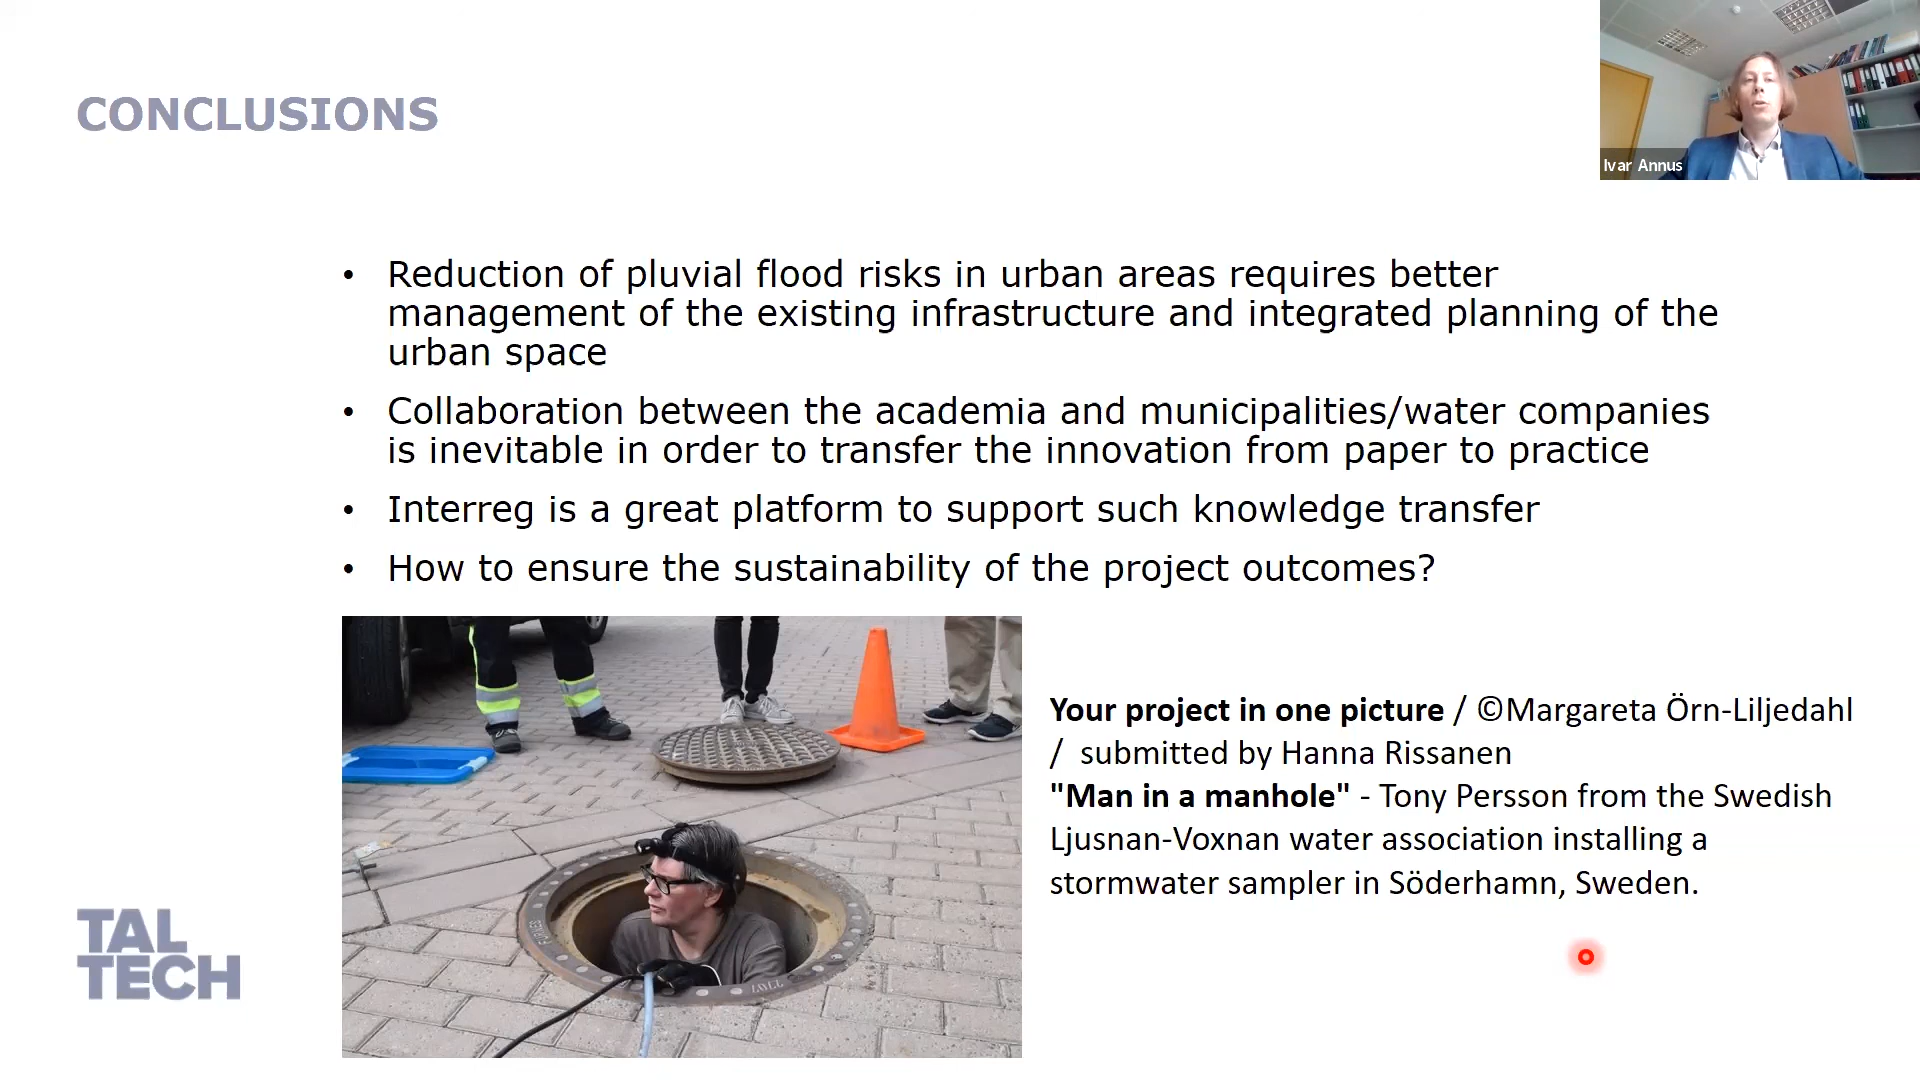 CONCLUSIONS
Ivar Annus
• Reduction of pluvial flood risks in urban areas requires better
management of the existing infrastructure and integrated planning of the
urban space
• Collaboration between the academia and municipalities/water companies
is inevitable in order to transfer the innovation from paper to practice
• Interreg is a great platform to support such knowledge transfer
• How to ensure the sustainability of the project outcomes?
Your project in one picture / ©Margareta Örn-Liljedahl
/ submitted by Hanna Rissanen
"Man in a manhole" - Tony Persson from the Swedish
Ljusnan-Voxnan water association installing a
stormwater sampler in Söderhamn, Sweden.
TAL
TECH